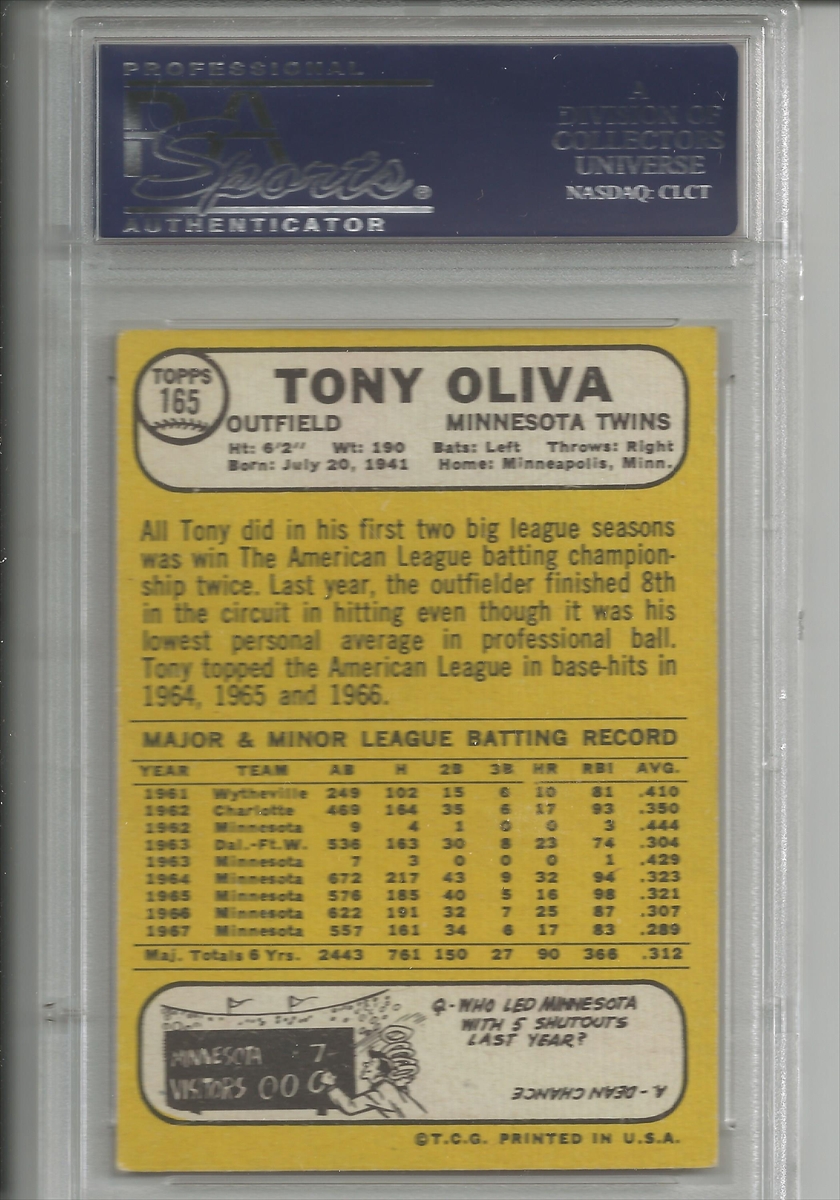 PROFESSIONAL
PSA
Sports®
AUTHENTICATOR
A
DIVISION OF
COLLECTORS
UNIVERSE
NASDAQ: CLCT
TOPPS
165
TONY OLIVA
OUTFIELD MINNESOTA TWINS
Ht: 6'2" Wt: 190 Bats: Left Throws: Right
Born: July 20, 1941 Home: Minneapolis, Minn.
All Tony did in his first two big league seasons
was win The American League batting champion-
ship twice. Last year, the outfielder finished 8th
in the circuit in hitting even though it was his
lowest personal average in professional ball.
Tony topped the American League in base-hits in
1964, 1965 and 1966.
MAJOR & MINOR LEAGUE BATTING RECORD
YEAR TEAM AB H 2B 3B HR RBI AVG.
1961 Wytheville 249 102 15 6 10 81 .410
1962 Charlotte 469 164 35 6 17 93 .350
1962 Minnesota 9 4 1 0 0 3 .444
1963 Dal.-Ft.W. 536 163 30 8 23 74 .304
1963 Minnesota 7 3 0 0 0 1 .429
1964 Minnesota 672 217 43 9 32 94 .323
1965 Minnesota 576 185 40 5 16 98 .321
1966 Minnesota 622 191 32 7 25 87 .307
1967 Minnesota 557 161 34 6 17 83 .289
Maj. Totals 6 Yrs. 2443 761 150 27 90 366 .312
MINNESOTA 7
VISITORS 0 0 0
Q-WHO LED MINNESOTA
WITH 5 SHUTOUTS
LAST YEAR?
A.-DEAN CHANCE
©T.C.G. PRINTED IN U.S.A.